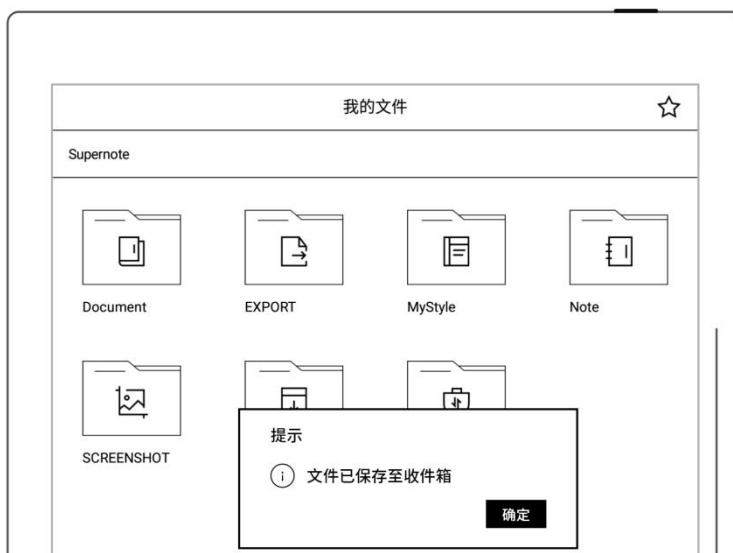 我的文件
Supernote
Document
EXPORT
MyStyle
Note
SCREENSHOT
提示
文件已保存至收件箱
确定